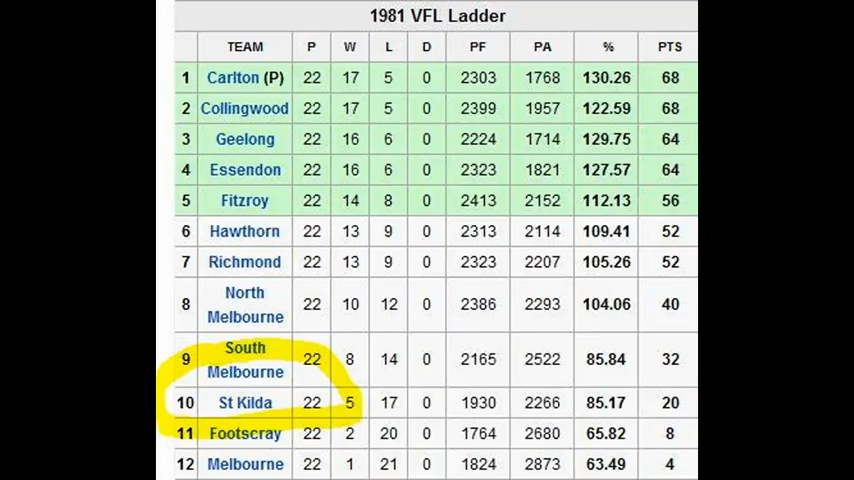 1981 VFL Ladder
TEAM P W L D PF PA % PTS
1 Carlton (P) 22 17 5 0 2303 1768 130.26 68
2 Collingwood 22 17 5 0 2399 1957 122.59 68
3 Geelong 22 16 6 0 2224 1714 129.75 64
4 Essendon 22 16 6 0 2323 1821 127.57 64
5 Fitzroy 22 14 8 0 2413 2152 112.13 56
6 Hawthorn 22 13 9 0 2313 2114 109.41 52
7 Richmond 22 13 9 0 2323 2207 105.26 52
8 North Melbourne 22 10 12 0 2386 2293 104.06 40
9 South Melbourne 22 8 14 0 2165 2522 85.84 32
10 St Kilda 22 5 17 0 1930 2266 85.17 20
11 Footscray 22 2 20 0 1764 2680 65.82 8
12 Melbourne 22 1 21 0 1824 2873 63.49 4